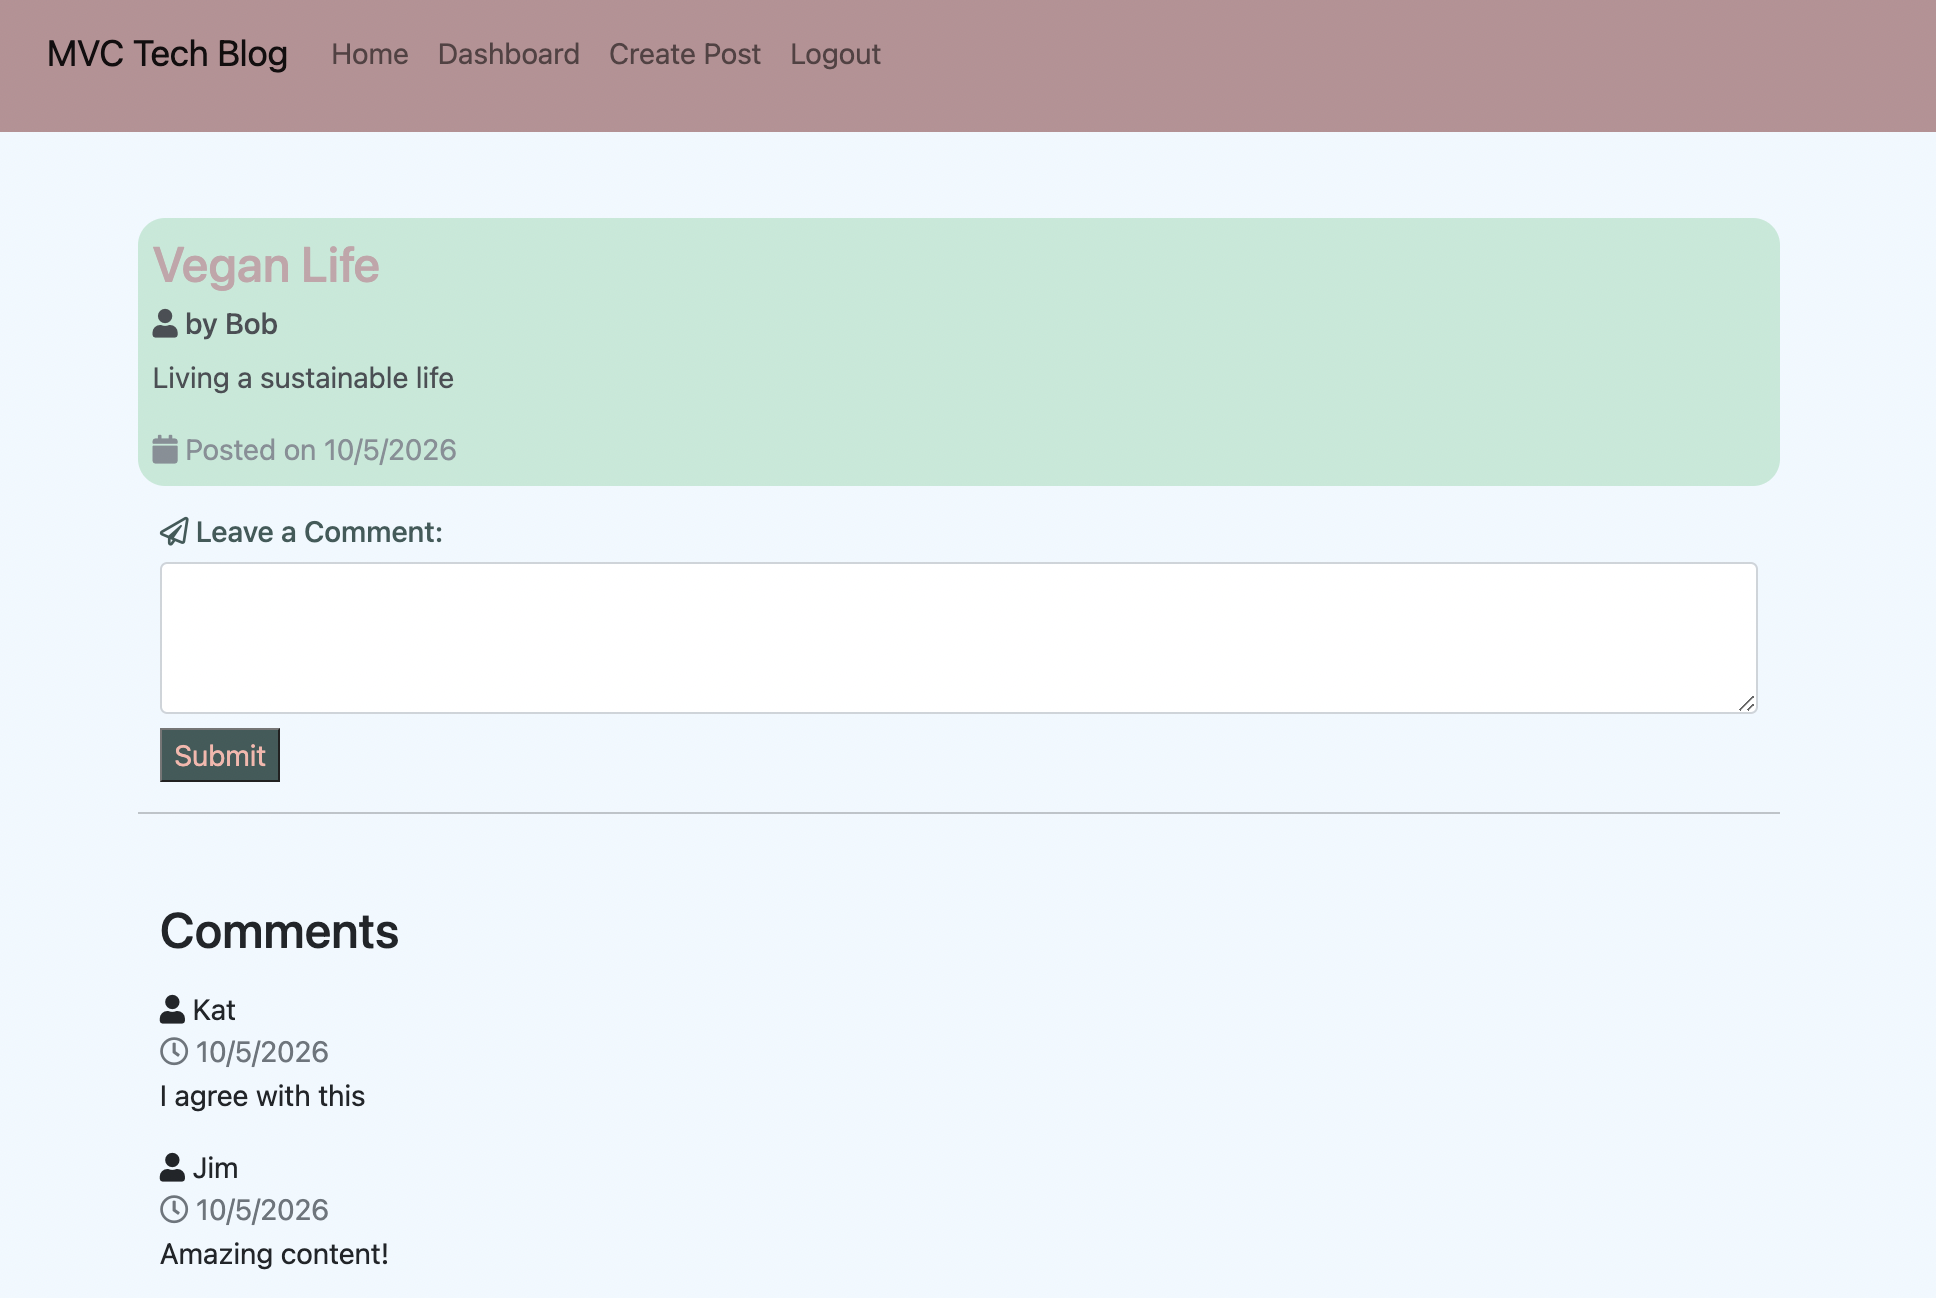 MVC Tech Blog Home Dashboard Create Post Logout
Vegan Life
by Bob
Living a sustainable life
Posted on 10/5/2026
Leave a Comment:
Submit
Comments
Kat
10/5/2026
I agree with this
Jim
10/5/2026
Amazing content!